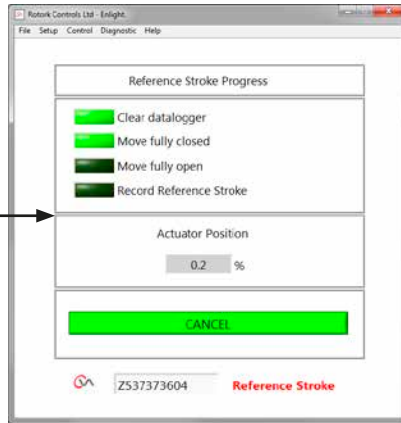 Rotork Controls Ltd - Enlight.
File Setup Control Diagnostic Help
Reference Stroke Progress
Clear datalogger
Move fully closed
Move fully open
Record Reference Stroke
Actuator Position
0.2 %
CANCEL
Z537373604 Reference Stroke